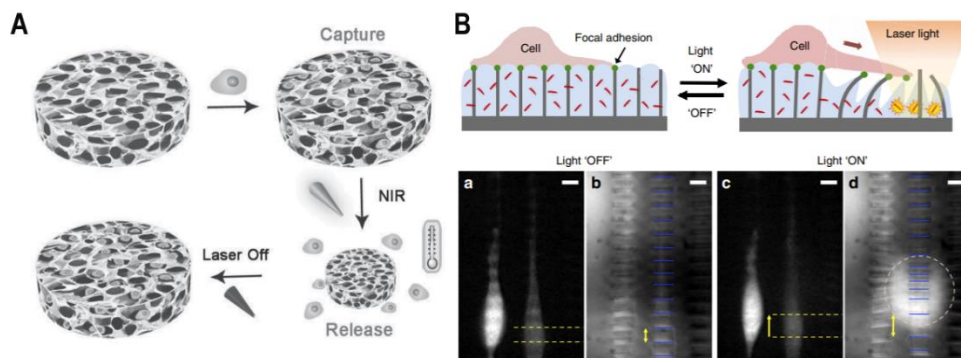 A
Capture
NIR
Laser Off
Release
B
Cell
Focal adhesion
Light
'ON'
'OFF'
Cell
Laser light
Light 'OFF'
Light 'ON'
a
b
c
d